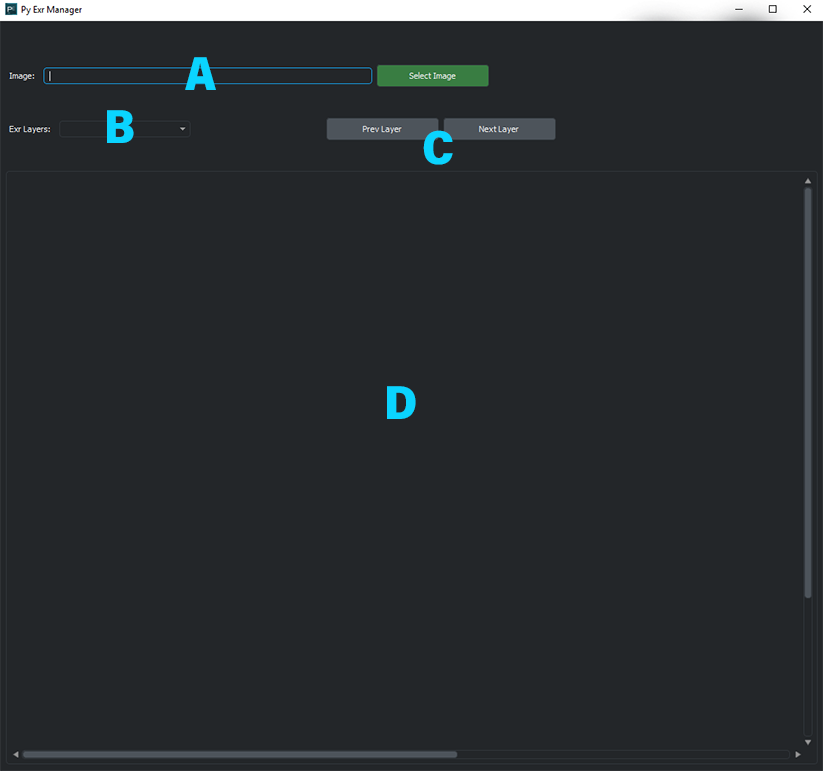 Py Exr Manager
Image: A Select Image
Exr Layers: B Prev Layer Next Layer
C
D